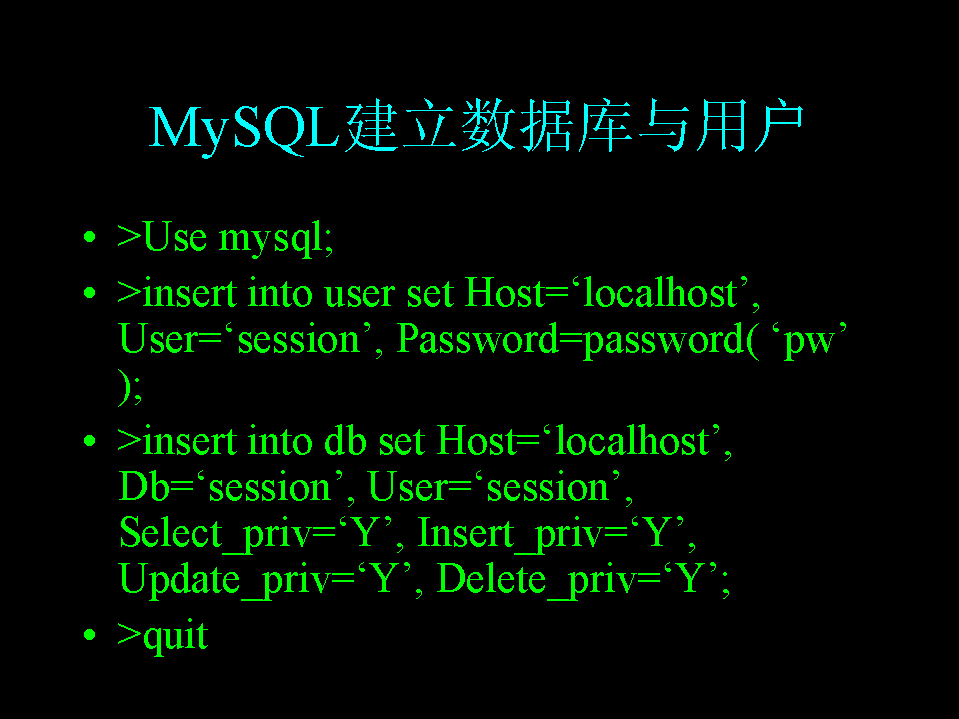 MySQL建立数据库与用户
• >Use mysql;
• >insert into user set Host=‘localhost’,
User=‘session’, Password=password( ‘pw’
);
• >insert into db set Host=‘localhost’,
Db=‘session’, User=‘session’,
Select_priv=‘Y’, Insert_priv=‘Y’,
Update_priv=‘Y’, Delete_priv=‘Y’;
• >quit